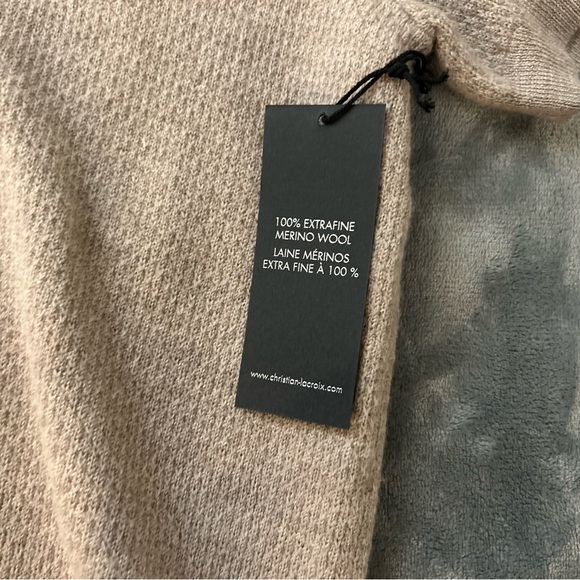 100% EXTRAFINE
MERINO WOOL
LAINE MÉRINOS
EXTRA FINE À 100 %
www.christian-lacroix.com